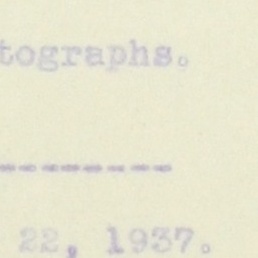 tographs.
--------
22, 1937.